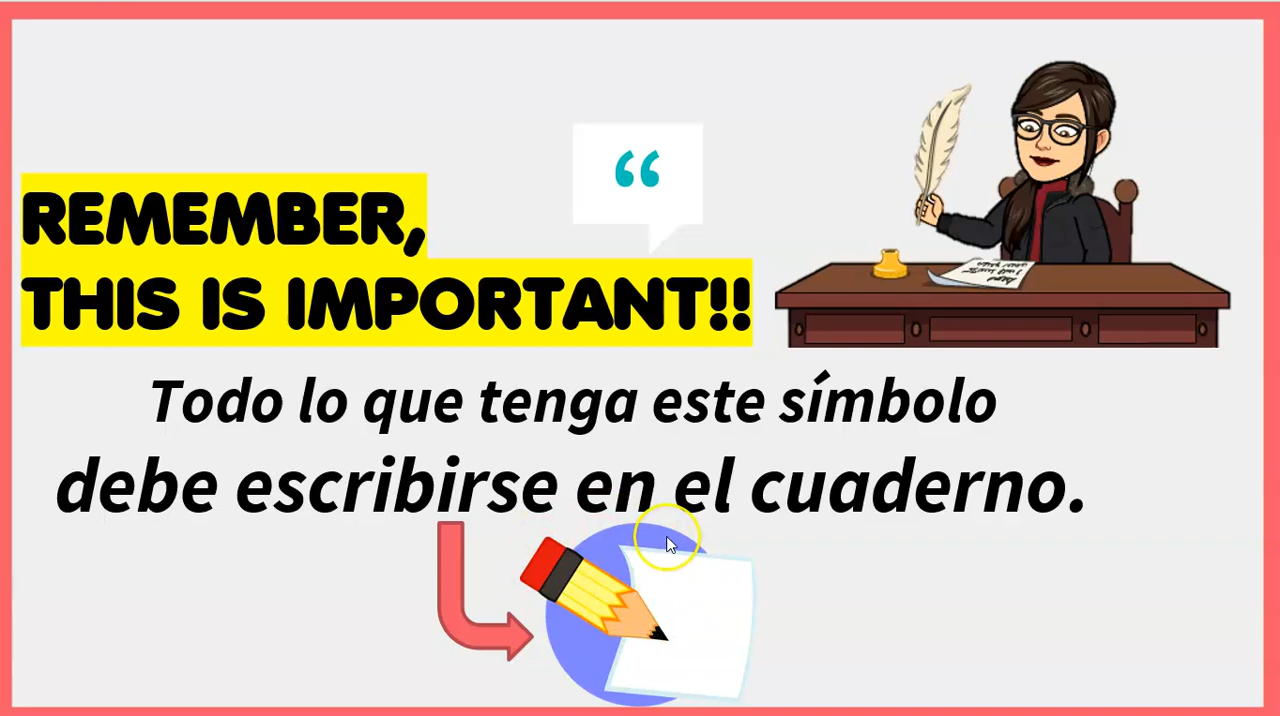 “
REMEMBER,
THIS IS IMPORTANT!!
Todo lo que tenga este símbolo
debe escribirse en el cuaderno.